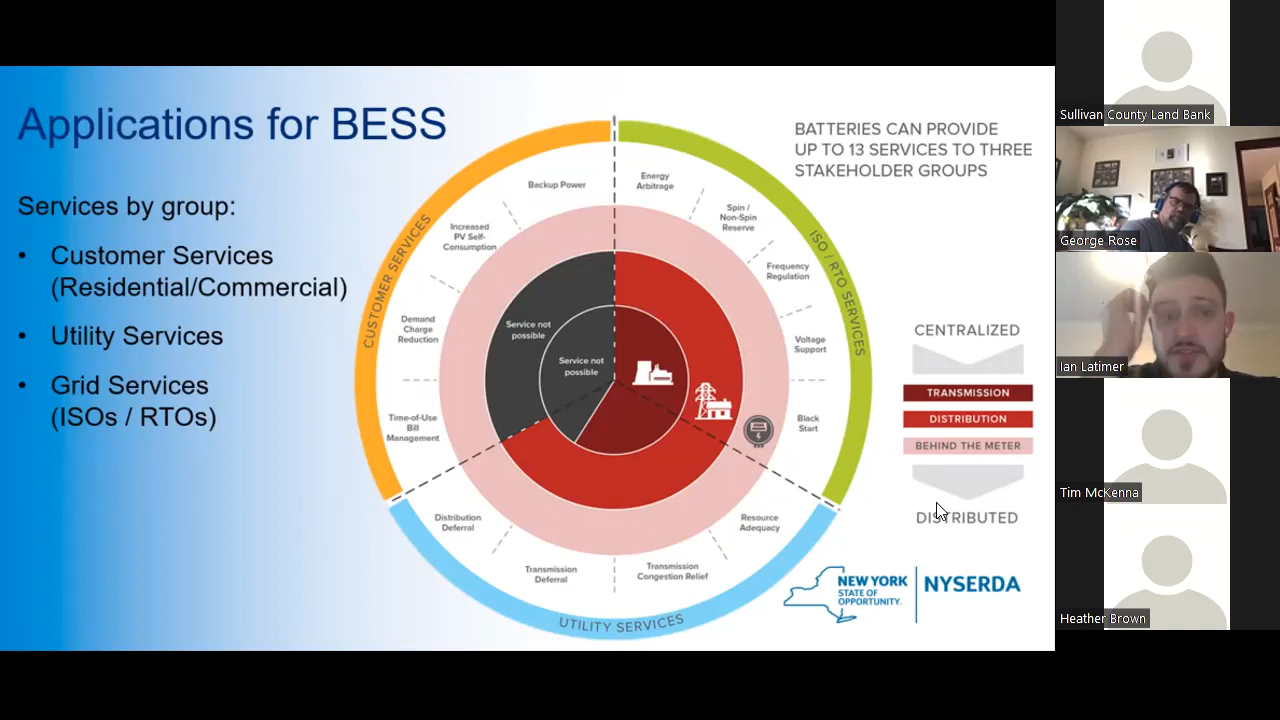 Applications for BESS
Services by group:
• Customer Services
(Residential/Commercial)
• Utility Services
• Grid Services
(ISOs / RTOs)
BATTERIES CAN PROVIDE
UP TO 13 SERVICES TO THREE
STAKEHOLDER GROUPS
CUSTOMER SERVICES
ISO / RTO SERVICES
UTILITY SERVICES
Backup Power
Increased
PV Self-
Consumption
Demand
Charge
Reduction
Time-of-Use
Bill
Management
Energy
Arbitrage
Spin /
Non-Spin
Reserve
Frequency
Regulation
Voltage
Support
Black
Start
Resource
Adequacy
Transmission
Congestion Relief
Transmission
Deferral
Distribution
Deferral
Service not
possible
Service not
possible
CENTRALIZED
TRANSMISSION
DISTRIBUTION
BEHIND THE METER
DISTRIBUTED
NEW YORK
STATE OF
OPPORTUNITY.
NYSERDA
Sullivan County Land Bank
George Rose
Ian Latimer
Tim McKenna
Heather Brown